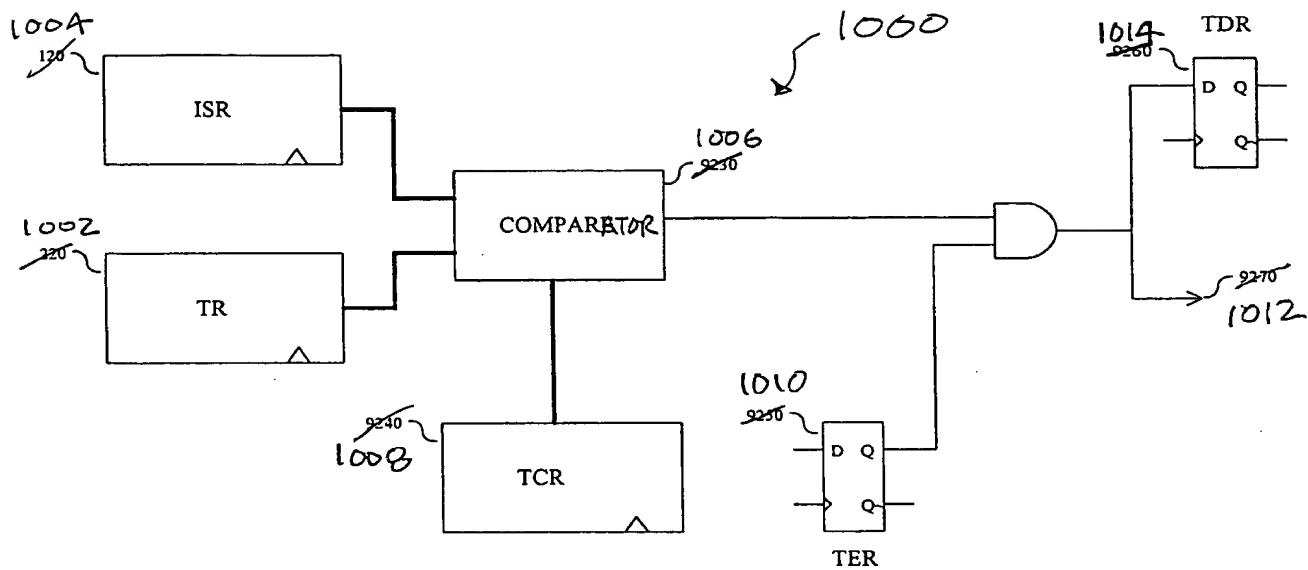 1004
120
ISR
1000
1014
9260
TDR
D Q
Q
1006
9230
COMPARATOR
1002
220
TR
9270
1012
9240
1008
TCR
1010
9250
D Q
Q
TER